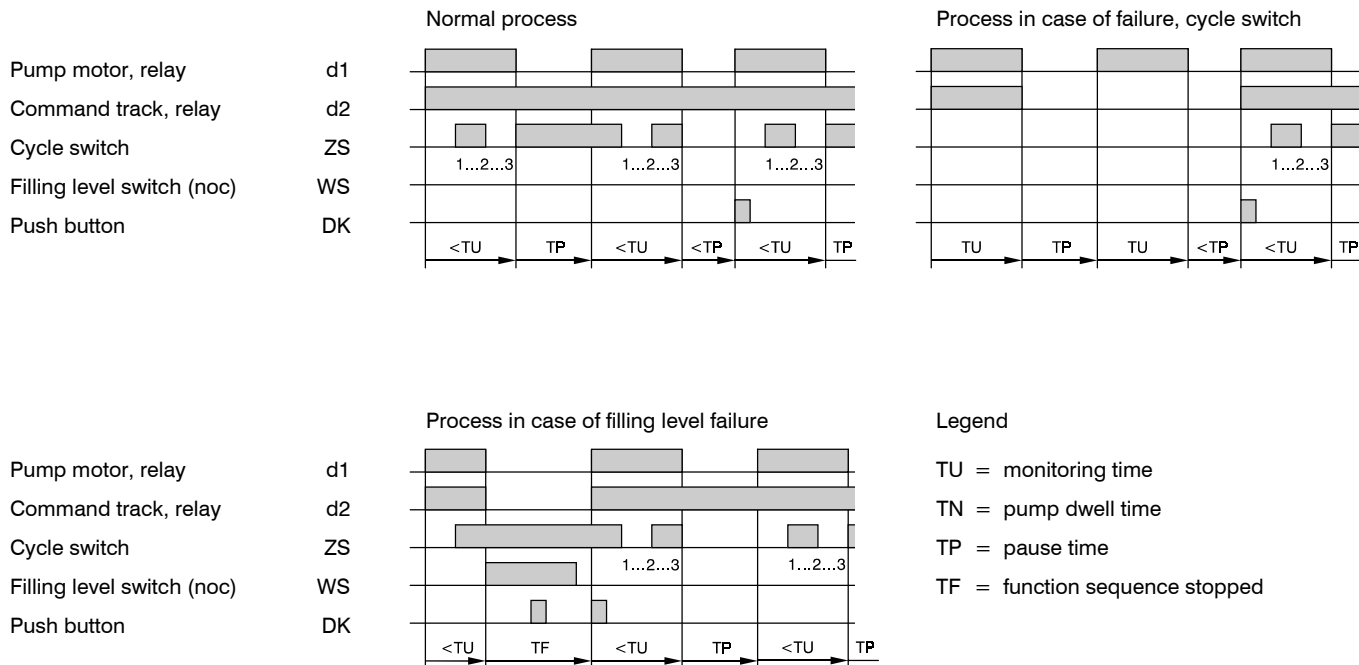 Normal process
Process in case of failure, cycle switch
Pump motor, relay d1
Command track, relay d2
Cycle switch ZS
1...2...3 1...2...3 1...2...3 1...2...3
Filling level switch (noc) WS
Push button DK
<TU TP <TU <TP <TU TP
TU TP TU <TP <TU TP
Process in case of filling level failure
Pump motor, relay d1
Command track, relay d2
Cycle switch ZS
1...2...3 1...2...3
Filling level switch (noc) WS
Push button DK
<TU TF <TU TP <TU TP
Legend
TU = monitoring time
TN = pump dwell time
TP = pause time
TF = function sequence stopped